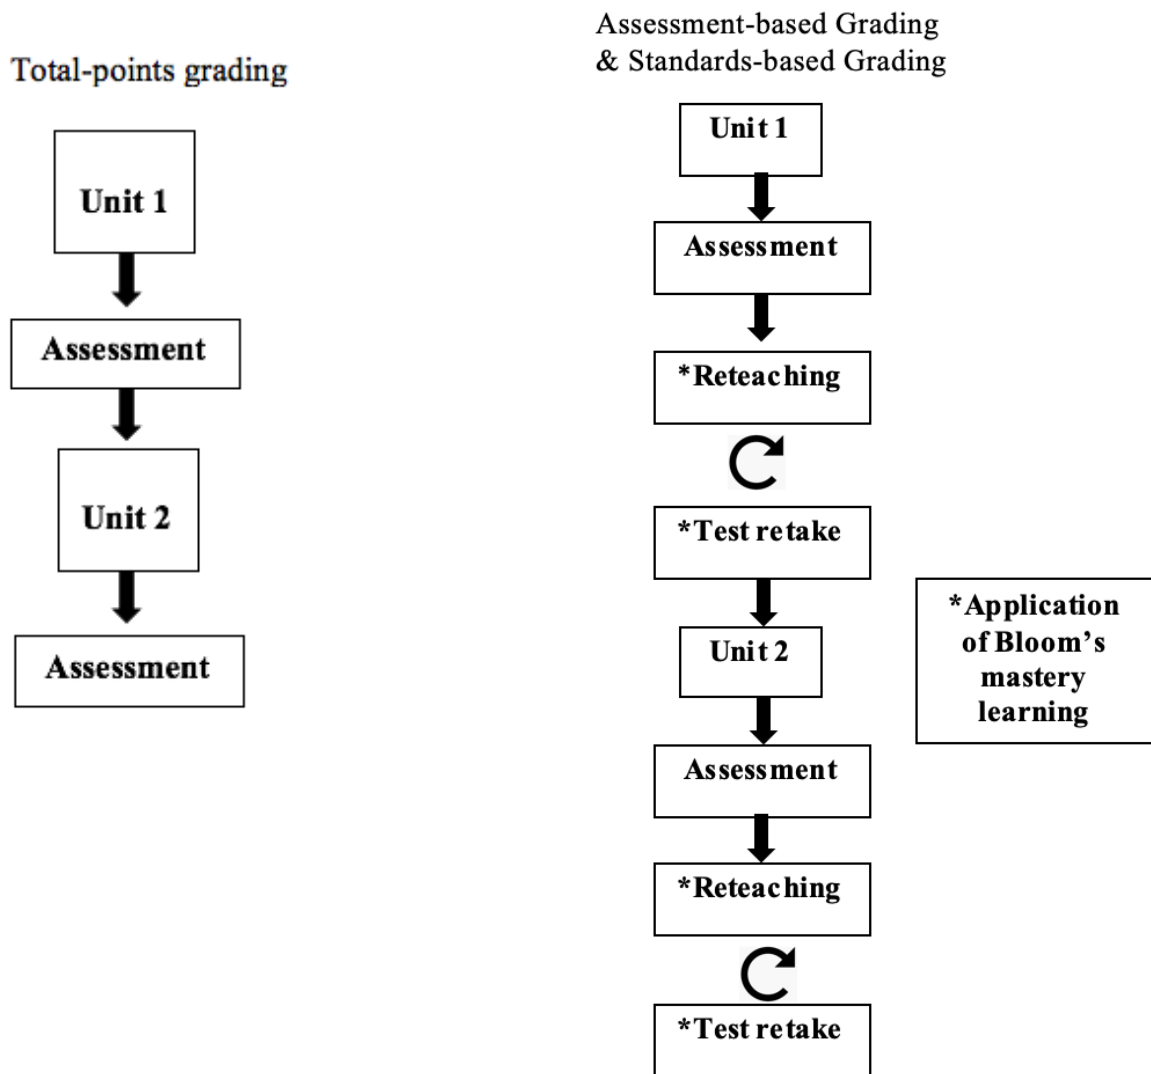 Total-points grading
Unit 1
Assessment
Unit 2
Assessment
Assessment-based Grading
& Standards-based Grading
Unit 1
Assessment
*Reteaching
*Test retake
Unit 2
Assessment
*Reteaching
*Test retake
*Application
of Bloom’s
mastery
learning